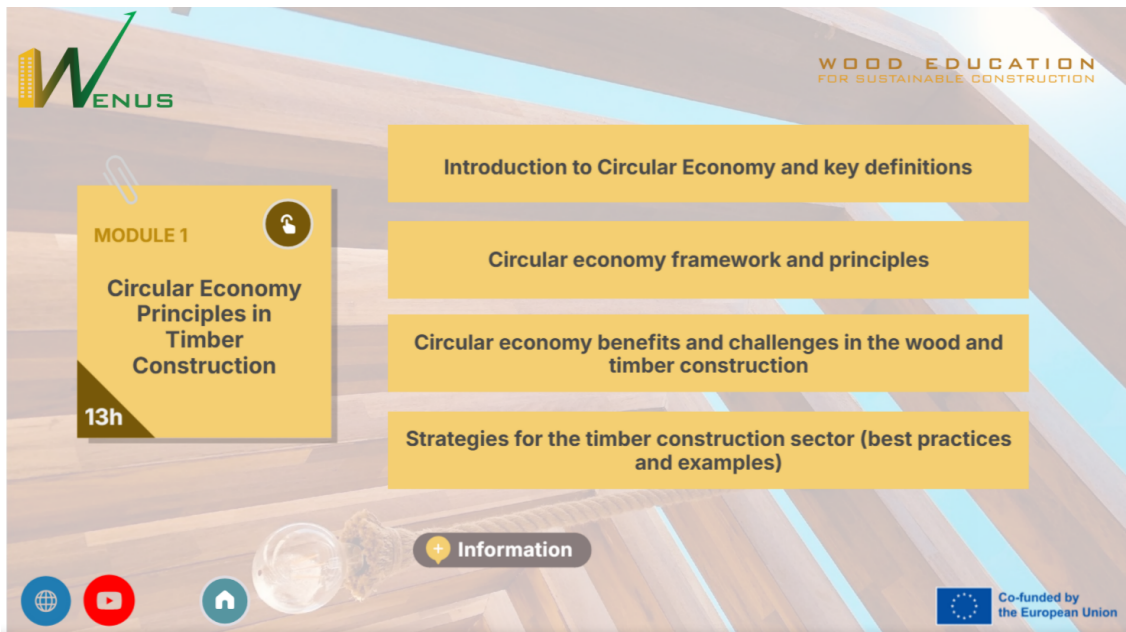 WENUS
WOOD EDUCATION
FOR SUSTAINABLE CONSTRUCTION
MODULE 1
Circular Economy
Principles in
Timber
Construction
13h
Introduction to Circular Economy and key definitions
Circular economy framework and principles
Circular economy benefits and challenges in the wood and
timber construction
Strategies for the timber construction sector (best practices
and examples)
+ Information
Co-funded by
the European Union